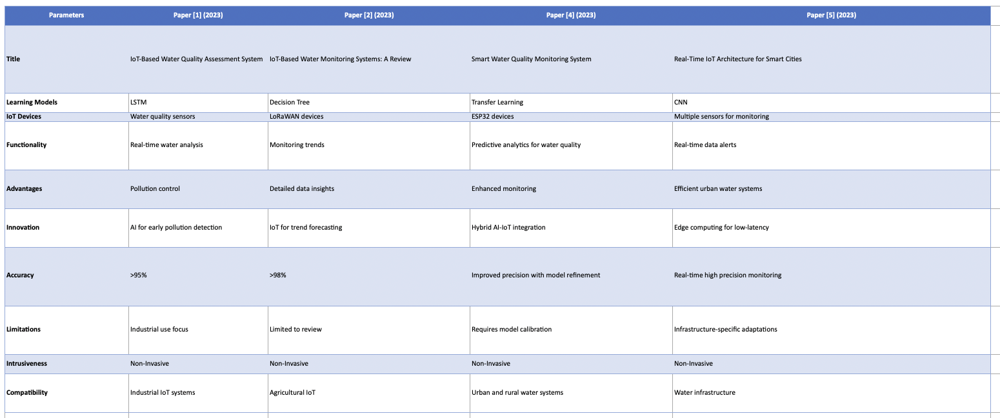 Parameters Paper [1] (2023) Paper [2] (2023) Paper [4] (2023) Paper [5] (2023)
Title IoT-Based Water Quality Assessment System IoT-Based Water Monitoring Systems: A Review Smart Water Quality Monitoring System Real-Time IoT Architecture for Smart Cities
Learning Models LSTM Decision Tree Transfer Learning CNN
IoT Devices Water quality sensors LoRaWAN devices ESP32 devices Multiple sensors for monitoring
Functionality Real-time water analysis Monitoring trends Predictive analytics for water quality Real-time data alerts
Advantages Pollution control Detailed data insights Enhanced monitoring Efficient urban water systems
Innovation AI for early pollution detection IoT for trend forecasting Hybrid AI-IoT integration Edge computing for low-latency
Accuracy >95% >98% Improved precision with model refinement Real-time high precision monitoring
Limitations Industrial use focus Limited to review Requires model calibration Infrastructure-specific adaptations
Intrusiveness Non-Invasive Non-Invasive Non-Invasive Non-Invasive
Compatibility Industrial IoT systems Agricultural IoT Urban and rural water systems Water infrastructure